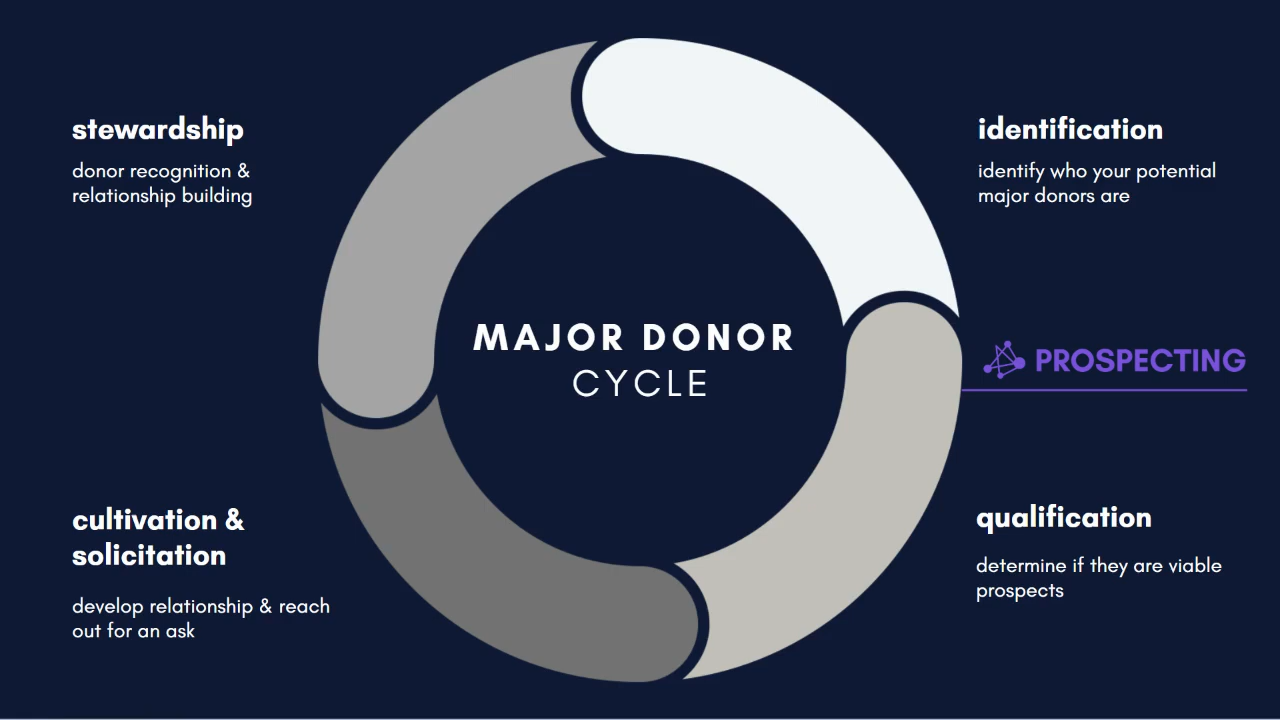 stewardship
donor recognition &
relationship building
identification
identify who your potential
major donors are
MAJOR DONOR
CYCLE
PROSPECTING
cultivation &
solicitation
develop relationship & reach
out for an ask
qualification
determine if they are viable
prospects